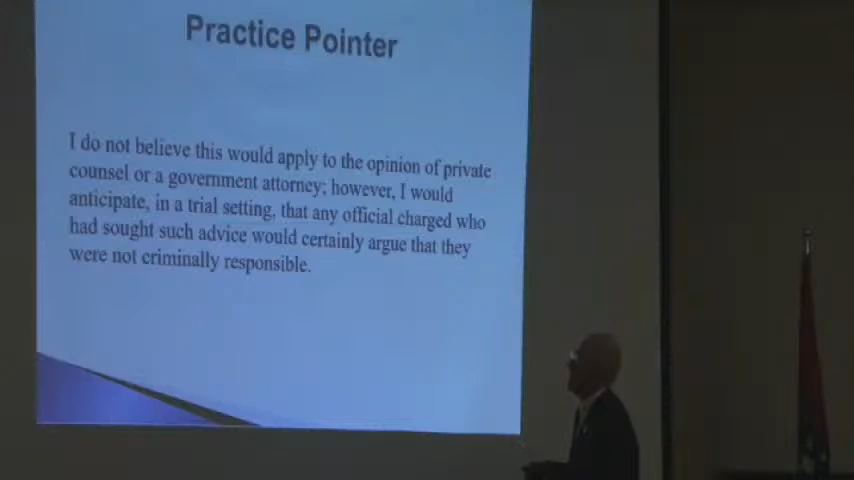 Practice Pointer
I do not believe this would apply to the opinion of private
counsel or a government attorney; however, I would
anticipate, in a trial setting, that any official charged who
had sought such advice would certainly argue that they
were not criminally responsible.